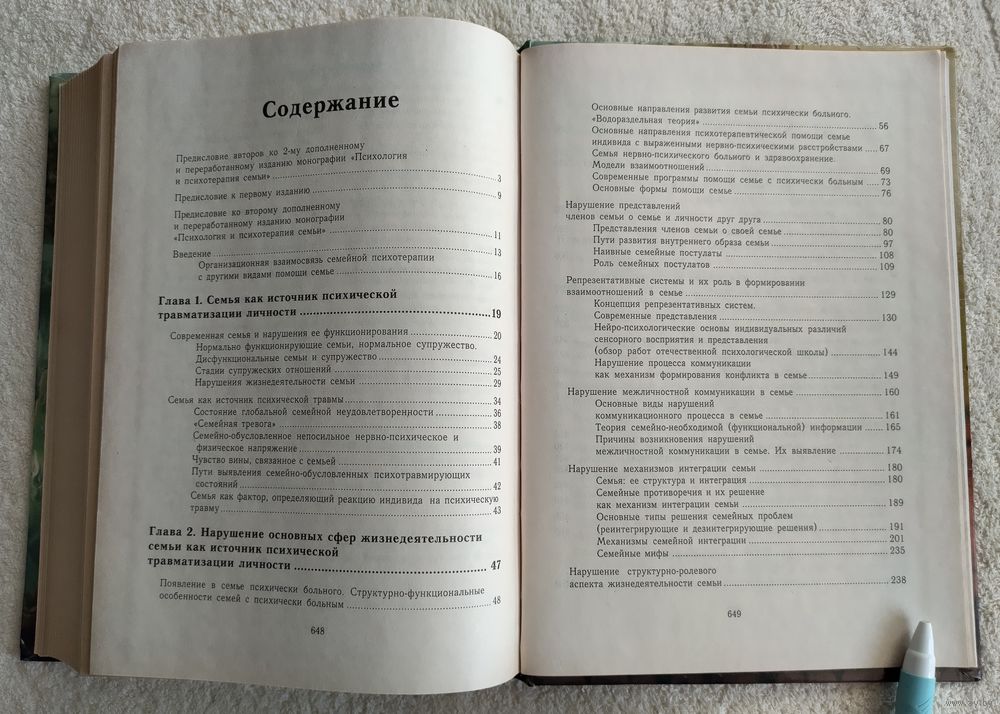 Содержание
Предисловие авторов ко 2-му дополненному
и переработанному изданию монографии «Психология
и психотерапия семьи» 3
Предисловие к первому изданию 9
Предисловие ко второму дополненному
и переработанному изданию монографии
«Психология и психотерапия семьи» 11
Введение 13
Организационная взаимосвязь семейной психотерапии
с другими видами помощи семье 16
Глава 1. Семья как источник психической
травматизации личности 19
Современная семья и нарушения ее функционирования 20
Нормально функционирующие семьи, нормальное супружество.
Дисфункциональные семьи и супружество 24
Стадии супружеских отношений 25
Нарушения жизнедеятельности семьи 29
Семья как источник психической травмы 34
Состояние глобальной семейной неудовлетворенности 36
«Семейная тревога» 38
Семейно-обусловленное непосильное нервно-психическое и
физическое напряжение 39
Чувство вины, связанное с семьей 41
Пути выявления семейно-обусловленных психотравмирующих
состояний 42
Семья как фактор, определяющий реакцию индивида на психическую
травму 43
Глава 2. Нарушение основных сфер жизнедеятельности
семьи как источник психической
травматизации личности 47
Появление в семье психически больного. Структурно-функциональные
особенности семей с психически больным 48
648
Основные направления развития семьи психически больного.
«Водораздельная теория» 56
Основные направления психотерапевтической помощи семье
индивида с выраженными нервно-психическими расстройствами 67
Семья нервно-психического больного и здравоохранение.
Модели взаимоотношений 69
Современные программы помощи семье с психически больным 73
Основные формы помощи семье 76
Нарушение представлений
членов семьи о семье и личности друг друга 80
Представления членов семьи о своей семье 80
Пути развития внутреннего образа семьи 97
Наивные семейные постулаты 108
Роль семейных постулатов 109
Репрезентативные системы и их роль в формировании
взаимоотношений в семье 129
Концепция репрезентативных систем.
Современные представления 130
Нейро-психологические основы индивидуальных различий
сенсорного восприятия и представления
(обзор работ отечественной психологической школы) 144
Нарушение процесса коммуникации
как механизм формирования конфликта в семье 149
Нарушение межличностной коммуникации в семье 160
Основные виды нарушений
коммуникационного процесса в семье 161
Теория семейно-необходимой (функциональной) информации 165
Причины возникновения нарушений
межличностной коммуникации в семье. Их выявление 174
Нарушение механизмов интеграции семьи 180
Семья: ее структура и интеграция 180
Семейные противоречия и их решение
как механизм интеграции семьи 189
Основные типы решения семейных проблем
(реинтегрирующие и дезинтегрирующие решения) 191
Механизмы семейной интеграции 201
Семейные мифы 235
Нарушение структурно-ролевого
аспекта жизнедеятельности семьи 238
649